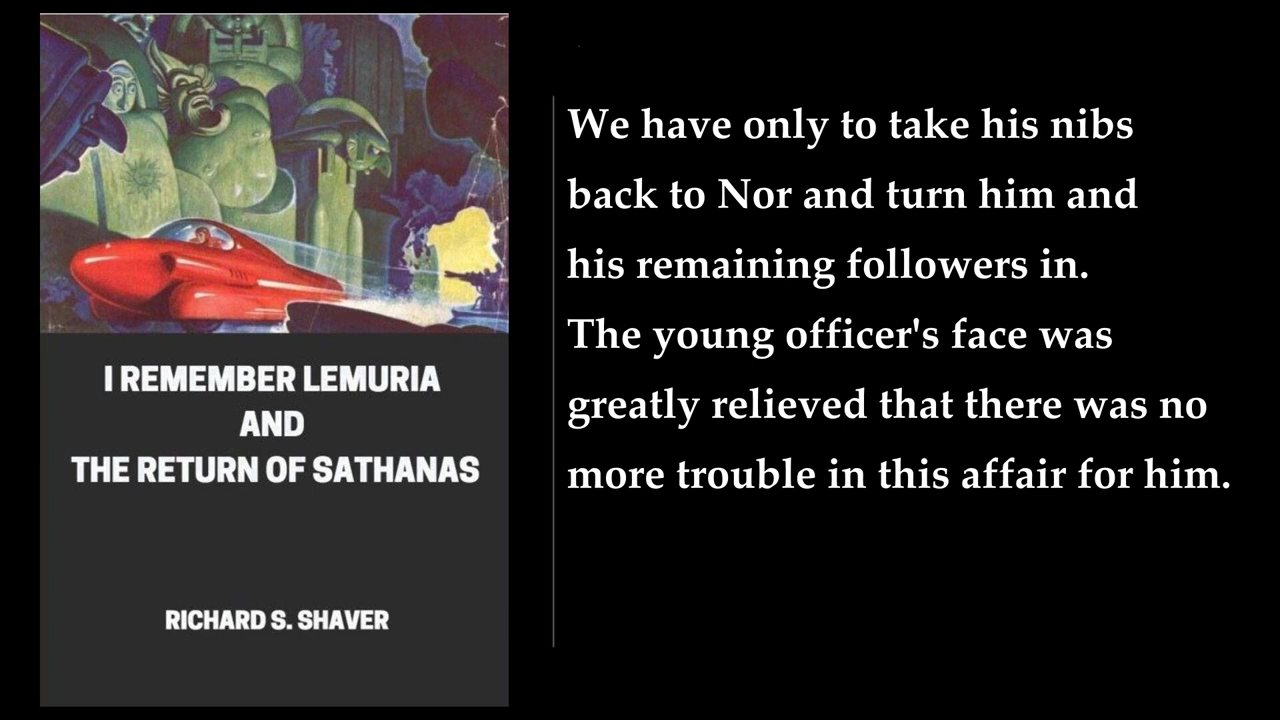 I REMEMBER LEMURIA
AND
THE RETURN OF SATHANAS
RICHARD S. SHAVER
We have only to take his nibs
back to Nor and turn him and
his remaining followers in.
The young officer's face was
greatly relieved that there was no
more trouble in this affair for him.